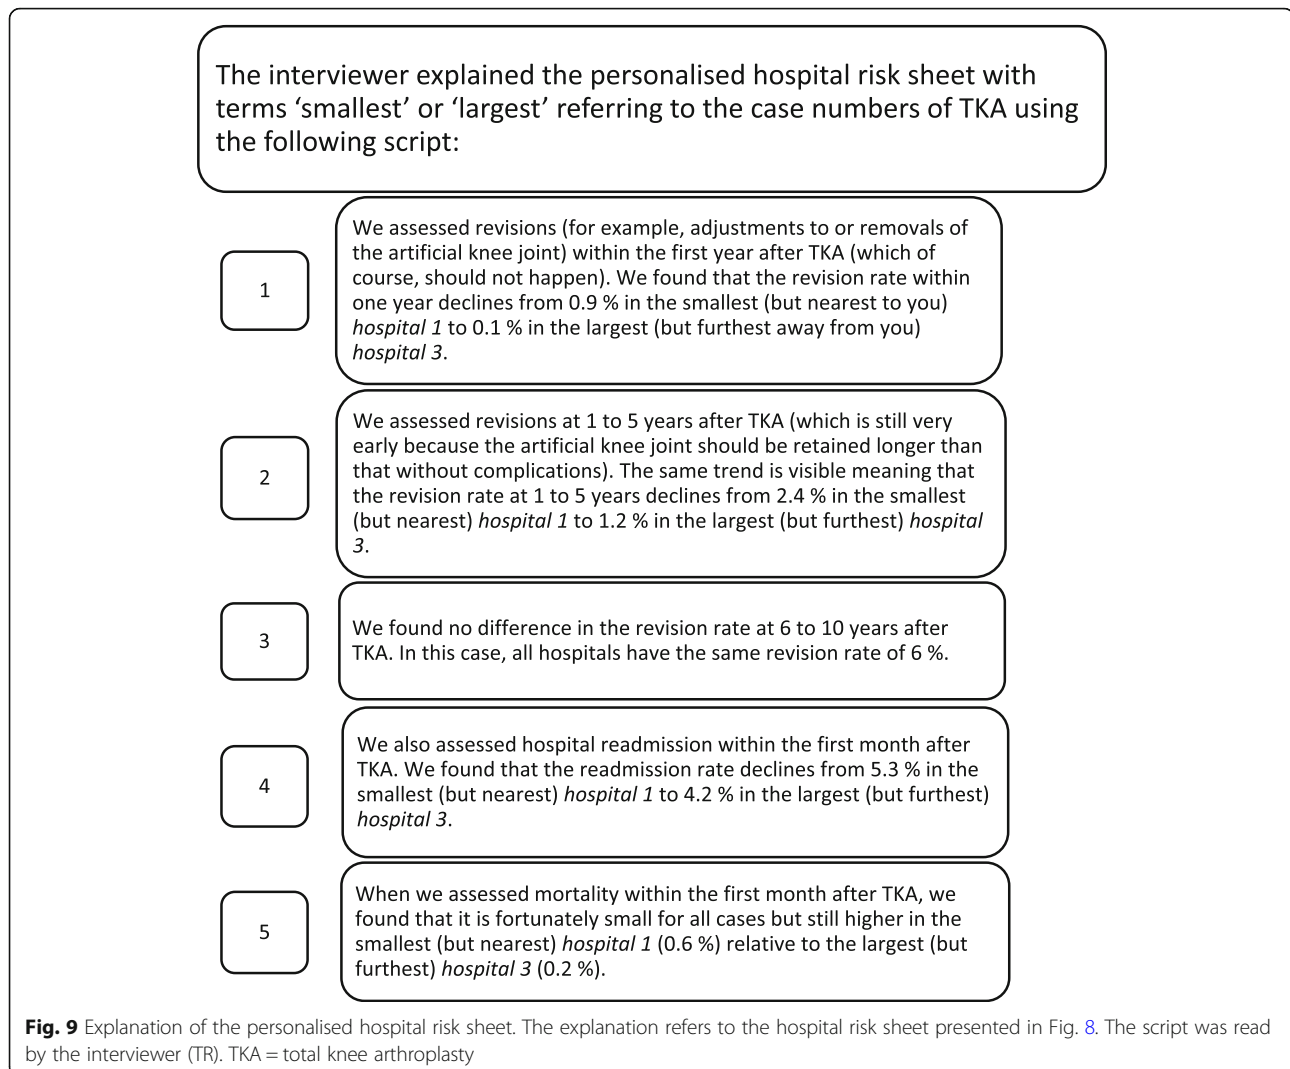 The interviewer explained the personalised hospital risk sheet with
terms ‘smallest’ or ‘largest’ referring to the case numbers of TKA using
the following script:
1
We assessed revisions (for example, adjustments to or removals of
the artificial knee joint) within the first year after TKA (which of
course, should not happen). We found that the revision rate within
one year declines from 0.9 % in the smallest (but nearest to you)
hospital 1 to 0.1 % in the largest (but furthest away from you)
hospital 3.
2
We assessed revisions at 1 to 5 years after TKA (which is still very
early because the artificial knee joint should be retained longer than
that without complications). The same trend is visible meaning that
the revision rate at 1 to 5 years declines from 2.4 % in the smallest
(but nearest) hospital 1 to 1.2 % in the largest (but furthest) hospital
3.
3
We found no difference in the revision rate at 6 to 10 years after
TKA. In this case, all hospitals have the same revision rate of 6 %.
4
We also assessed hospital readmission within the first month after
TKA. We found that the readmission rate declines from 5.3 % in the
smallest (but nearest) hospital 1 to 4.2 % in the largest (but furthest)
hospital 3.
5
When we assessed mortality within the first month after TKA, we
found that it is fortunately small for all cases but still higher in the
smallest (but nearest) hospital 1 (0.6 %) relative to the largest (but
furthest) hospital 3 (0.2 %).
Fig. 9 Explanation of the personalised hospital risk sheet. The explanation refers to the hospital risk sheet presented in Fig. 8. The script was read
by the interviewer (TR). TKA = total knee arthroplasty